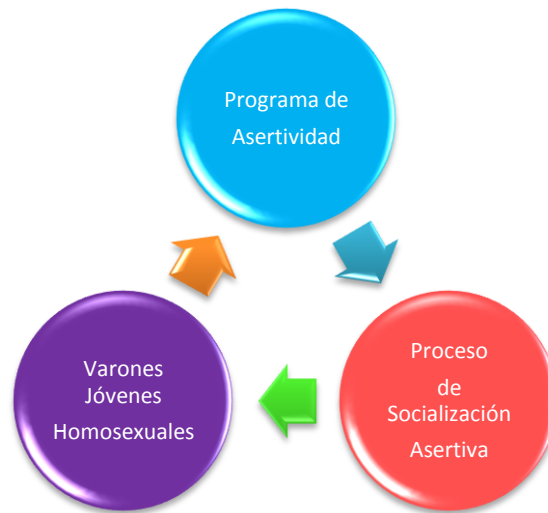 Programa de
Asertividad
Proceso
de
Socialización
Asertiva
Varones
Jóvenes
Homosexuales